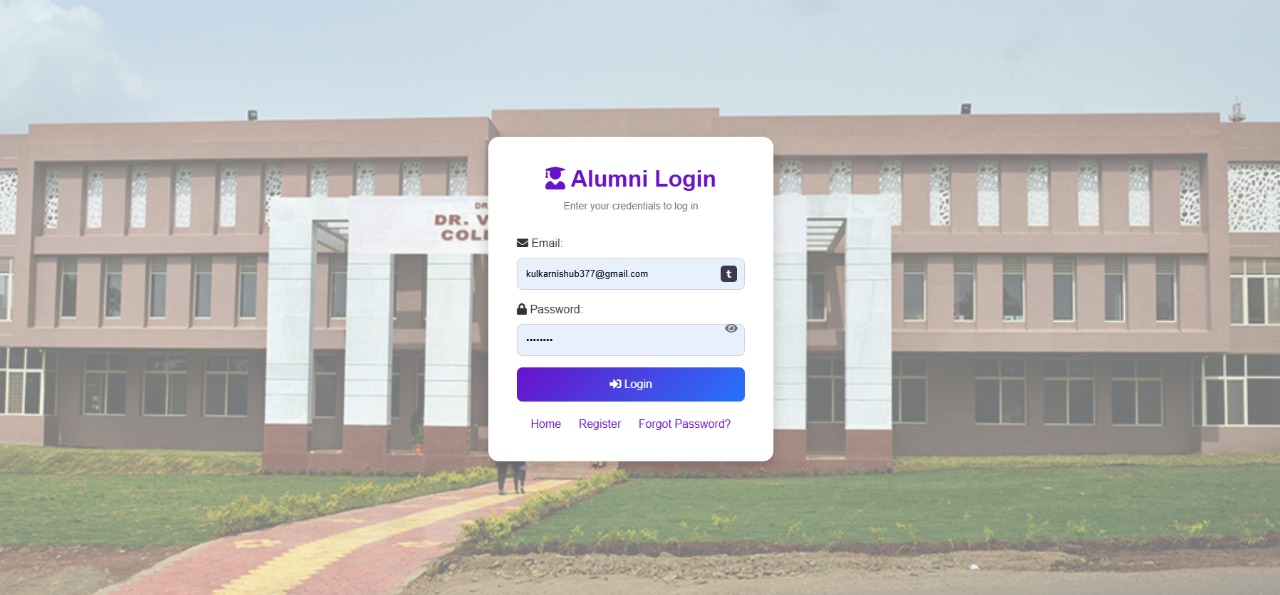 Alumni Login
Enter your credentials to log in
DR.
DR. V
COLL
Email:
kulkarnishub377@gmail.com
t
Password:
••••••••
Login
Home Register Forgot Password?